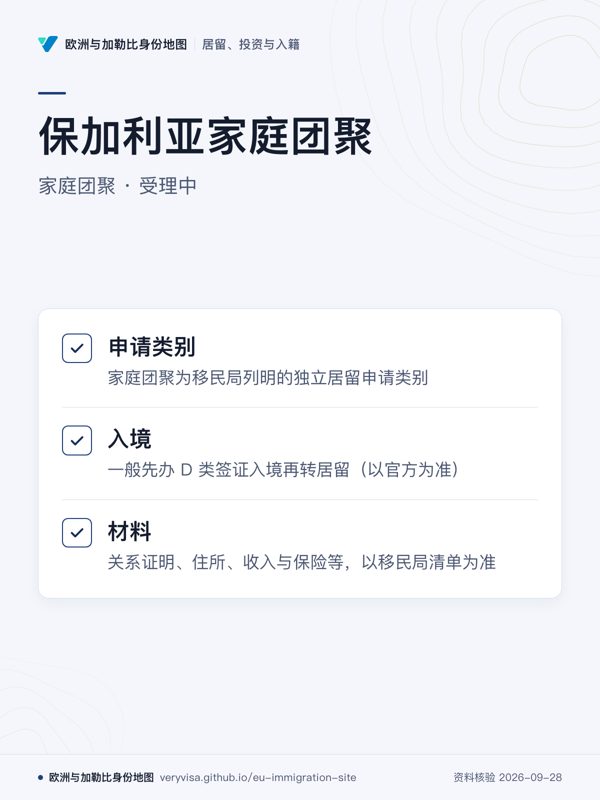 欧洲与加勒比身份地图 居留、投资与入籍
保加利亚家庭团聚
家庭团聚 · 受理中
申请类别
家庭团聚为移民局列明的独立居留申请类别
入境
一般先办 D 类签证入境再转居留（以官方为准）
材料
关系证明、住所、收入与保险等，以移民局清单为准
欧洲与加勒比身份地图 veryvisa.github.io/eu-immigration-site 资料核验 2026-09-28